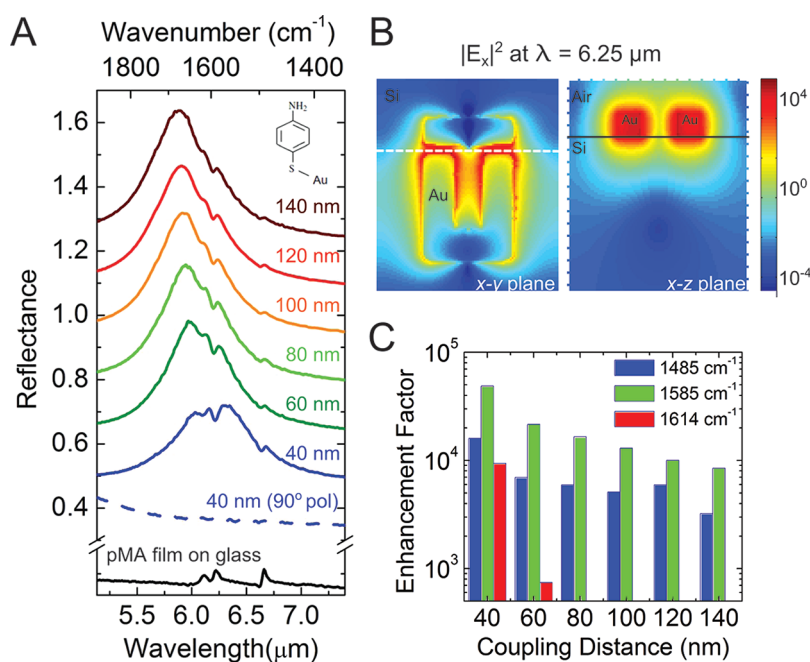 A
Wavenumber (cm⁻¹)
1800 1600 1400
Reflectance
1.6
1.4
1.2
1.0
0.8
0.6
0.4
NH₂
S
Au
140 nm
120 nm
100 nm
80 nm
60 nm
40 nm
40 nm (90° pol)
pMA film on glass
5.5 6.0 6.5 7.0
Wavelength(μm)
B
|Eₓ|² at λ = 6.25 μm
Si
Au
x-y plane
Air
Au Au
Si
x-z plane
10⁴
10⁰
10⁻⁴
C
Enhancement Factor
10⁵
10⁴
10³
1485 cm⁻¹
1585 cm⁻¹
1614 cm⁻¹
40 60 80 100 120 140
Coupling Distance (nm)